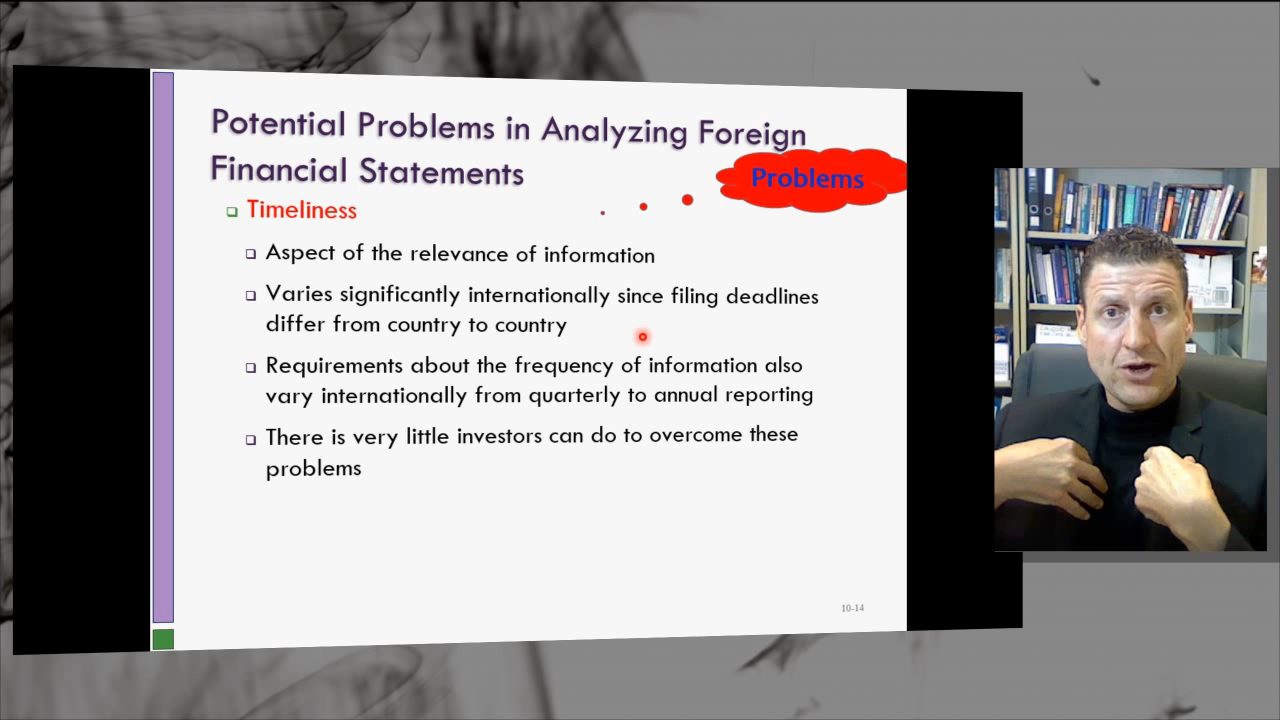 Potential Problems in Analyzing Foreign
Financial Statements
Problems
Timeliness
Aspect of the relevance of information
Varies significantly internationally since filing deadlines
differ from country to country
Requirements about the frequency of information also
vary internationally from quarterly to annual reporting
There is very little investors can do to overcome these
problems
10-14